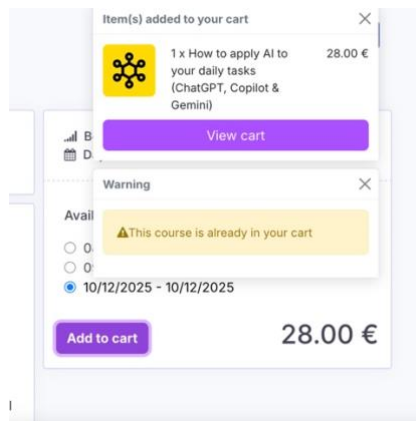 Item(s) added to your cart
1 x How to apply AI to
your daily tasks
(ChatGPT, Copilot &
Gemini)
28.00 €
View cart
B
D
Warning
Avail
This course is already in your cart
0
0
10/12/2025 - 10/12/2025
Add to cart
28.00 €